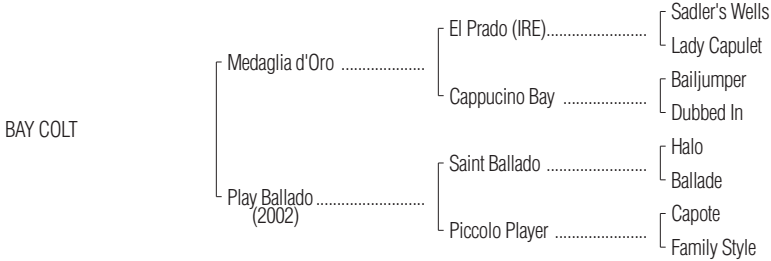 Sadler's Wells
El Prado (IRE)........................
Lady Capulet
Medaglia d'Oro ....................
Bailjumper
Cappucino Bay ....................
Dubbed In
BAY COLT
Halo
Saint Ballado ........................
Ballade
Play Ballado..........................
(2002)
Capote
Piccolo Player ......................
Family Style